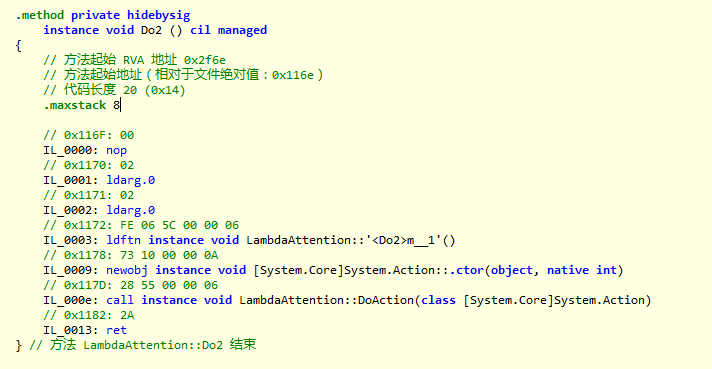 .method private hidebysig
instance void Do2 () cil managed
{
// 方法起始 RVA 地址 0x2f6e
// 方法起始地址（相对于文件绝对值：0x116e）
// 代码长度 20 (0x14)
.maxstack 8
// 0x116F: 00
IL_0000: nop
// 0x1170: 02
IL_0001: ldarg.0
// 0x1171: 02
IL_0002: ldarg.0
// 0x1172: FE 06 5C 00 00 06
IL_0003: ldftn instance void LambdaAttention::'<Do2>m__1'()
// 0x1178: 73 10 00 00 0A
IL_0009: newobj instance void [System.Core]System.Action::.ctor(object, native int)
// 0x117D: 28 55 00 00 06
IL_000e: call instance void LambdaAttention::DoAction(class [System.Core]System.Action)
// 0x1182: 2A
IL_0013: ret
} // 方法 LambdaAttention::Do2 结束